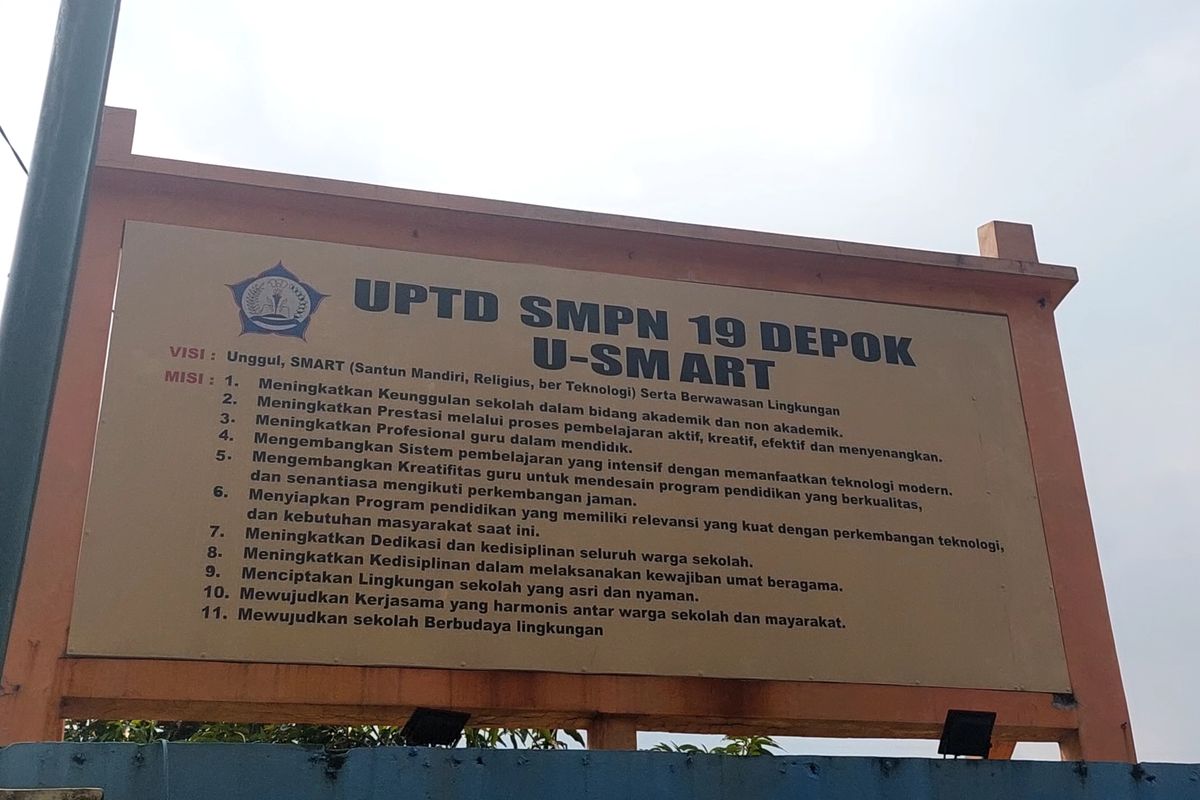 UPTD SMPN 19 DEPOK
U-SMART
VISI : Unggul, SMART (Santun Mandiri, Religius, ber Teknologi) Serta Berwawasan Lingkungan
MISI : 1. Meningkatkan Keunggulan sekolah dalam bidang akademik dan non akademik.
2. Meningkatkan Prestasi melalui proses pembelajaran aktif, kreatif, efektif dan menyenangkan.
3. Meningkatkan Profesional guru dalam mendidik.
4. Mengembangkan Sistem pembelajaran yang intensif dengan memanfaatkan teknologi modern.
5. Mengembangkan Kreatifitas guru untuk mendesain program pendidikan yang berkualitas,
dan senantiasa mengikuti perkembangan jaman.
6. Menyiapkan Program pendidikan yang memiliki relevansi yang kuat dengan perkembangan teknologi,
dan kebutuhan masyarakat saat ini.
7. Meningkatkan Dedikasi dan kedisiplinan seluruh warga sekolah.
8. Meningkatkan Kedisiplinan dalam melaksanakan kewajiban umat beragama.
9. Menciptakan Lingkungan sekolah yang asri dan nyaman.
10. Mewujudkan Kerjasama yang harmonis antar warga sekolah dan mayarakat.
11. Mewujudkan sekolah Berbudaya lingkungan